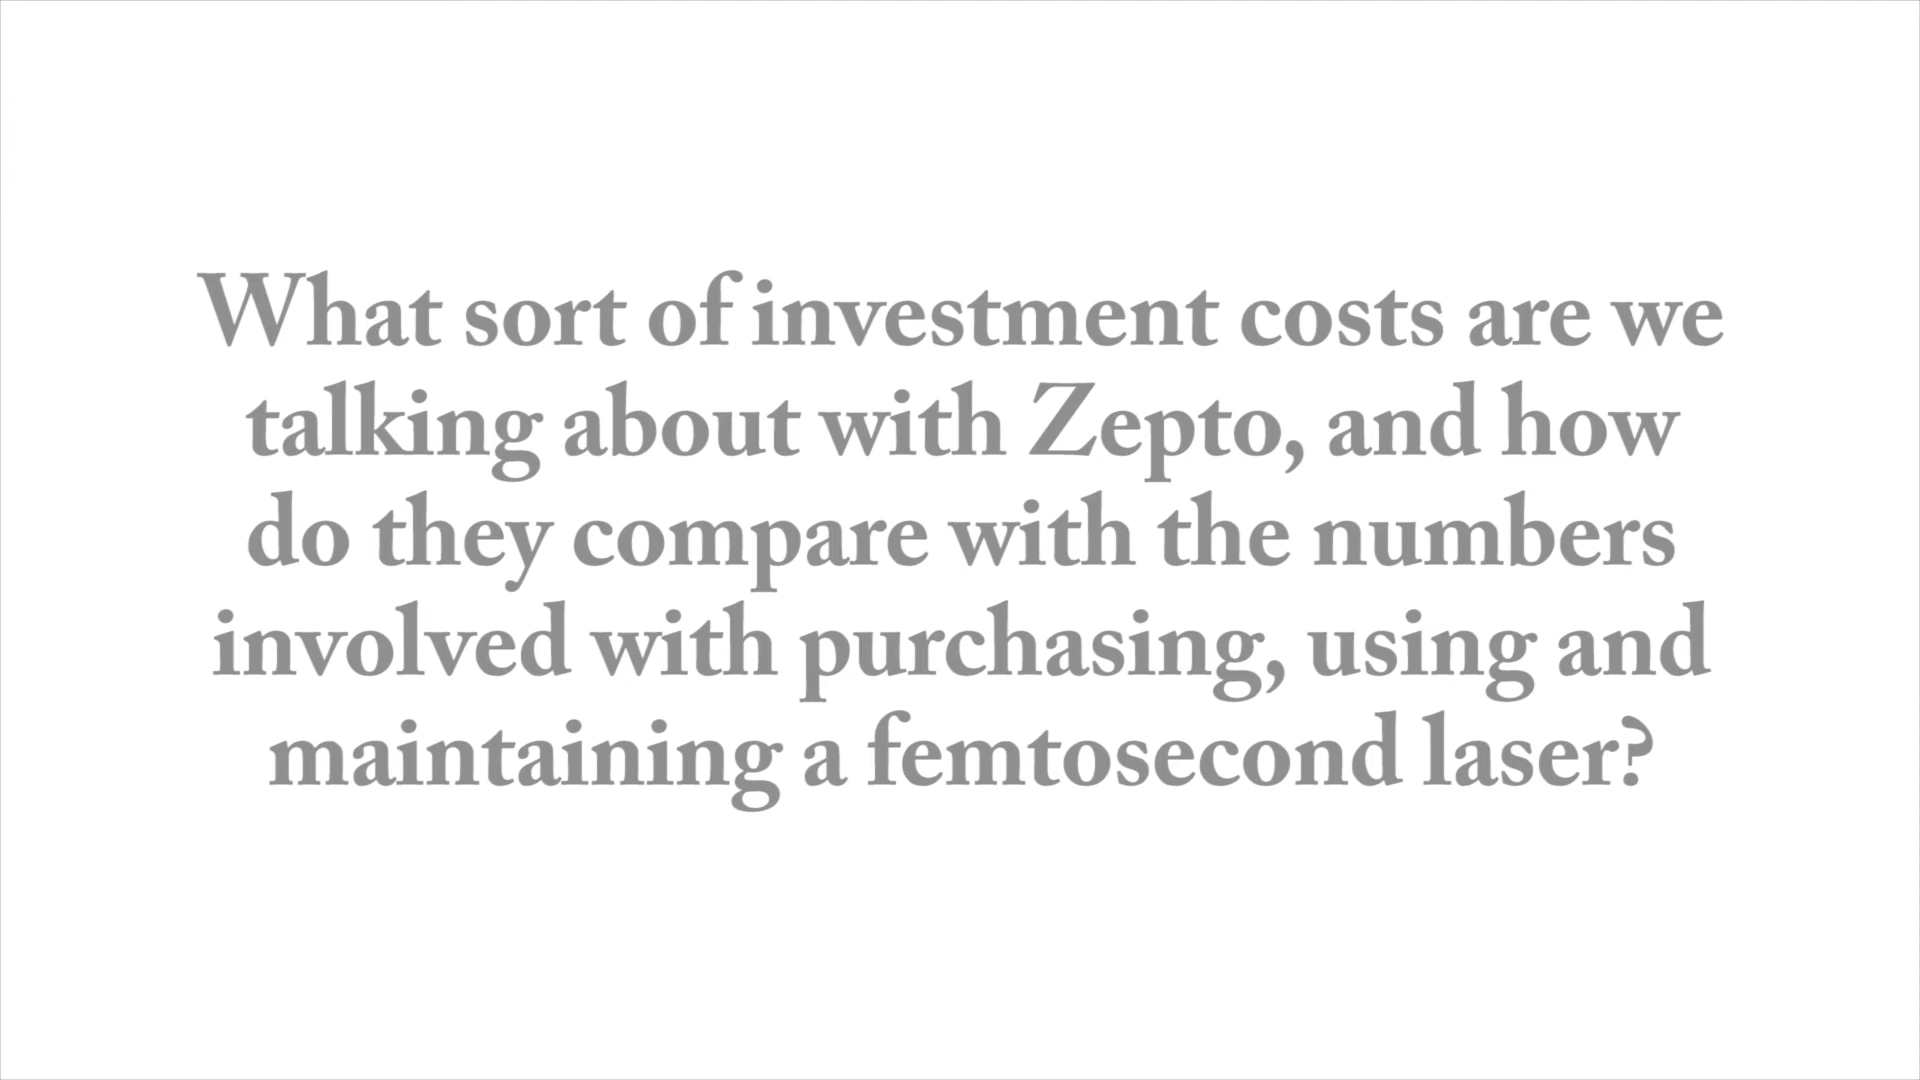 What sort of investment costs are we
talking about with Zepto, and how
do they compare with the numbers
involved with purchasing, using and
maintaining a femtosecond laser?